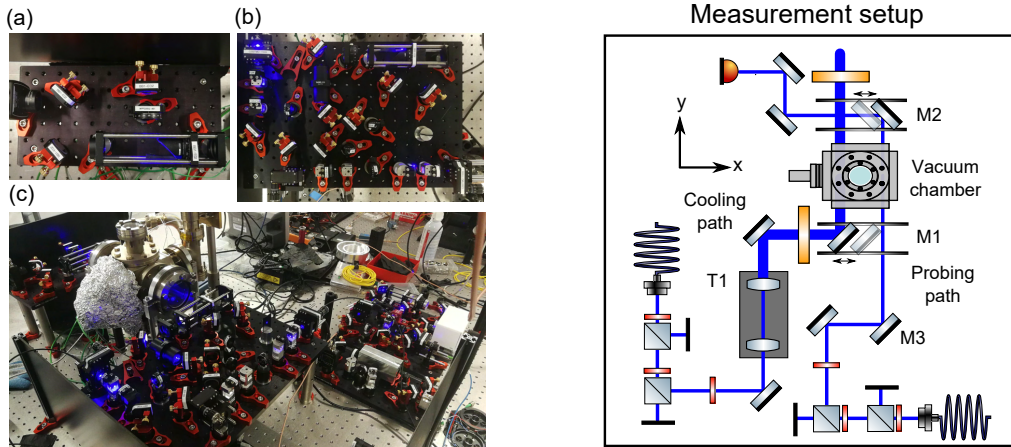 (a)
(b)
(c)
Measurement setup
y
x
M2
Vacuum
chamber
Cooling
path
M1
T1
Probing
path
M3